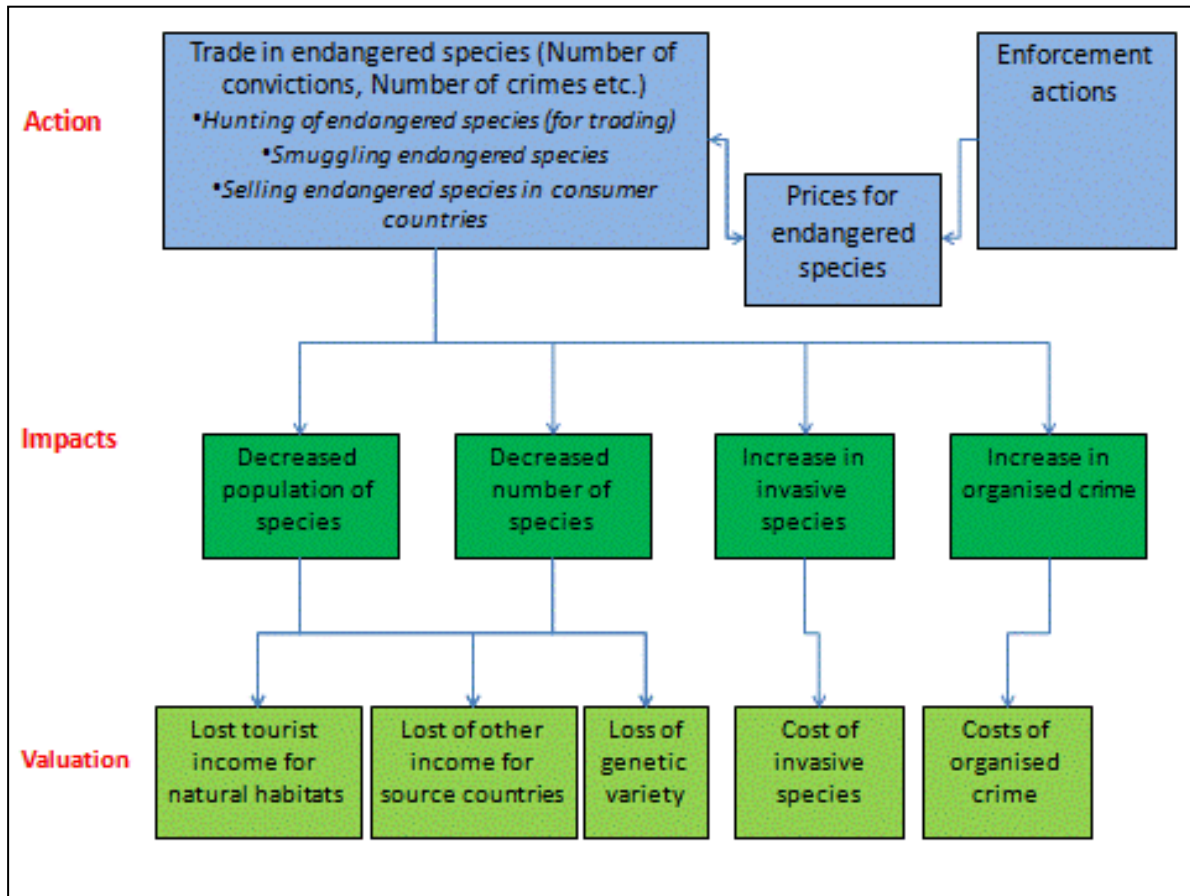 Action
Trade in endangered species (Number of
convictions, Number of crimes etc.)
•Hunting of endangered species (for trading)
•Smuggling endangered species
•Selling endangered species in consumer
countries
Prices for
endangered
species
Enforcement
actions
Impacts
Decreased
population of
species
Decreased
number of
species
Increase in
invasive
species
Increase in
organised crime
Valuation
Lost tourist
income for
natural habitats
Lost of other
income for
source countries
Loss of
genetic
variety
Cost of
invasive
species
Costs of
organised
crime